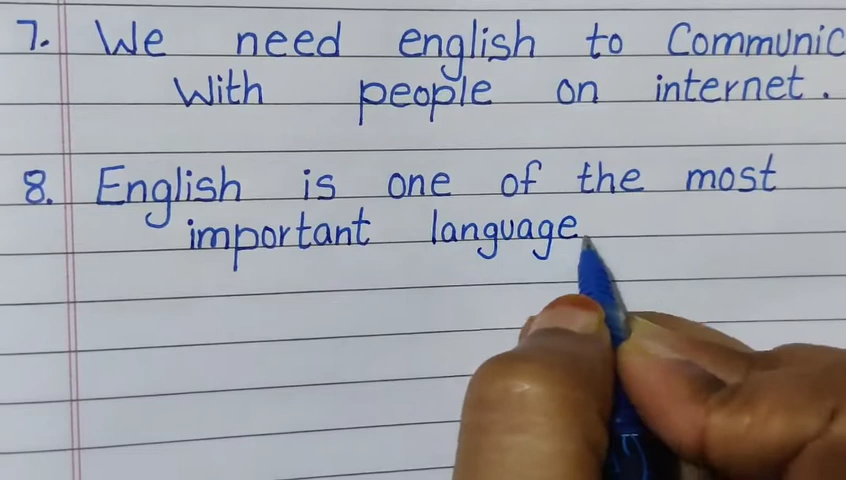 7. We need english to Communic
With people on internet.
8. English is one of the most
important language